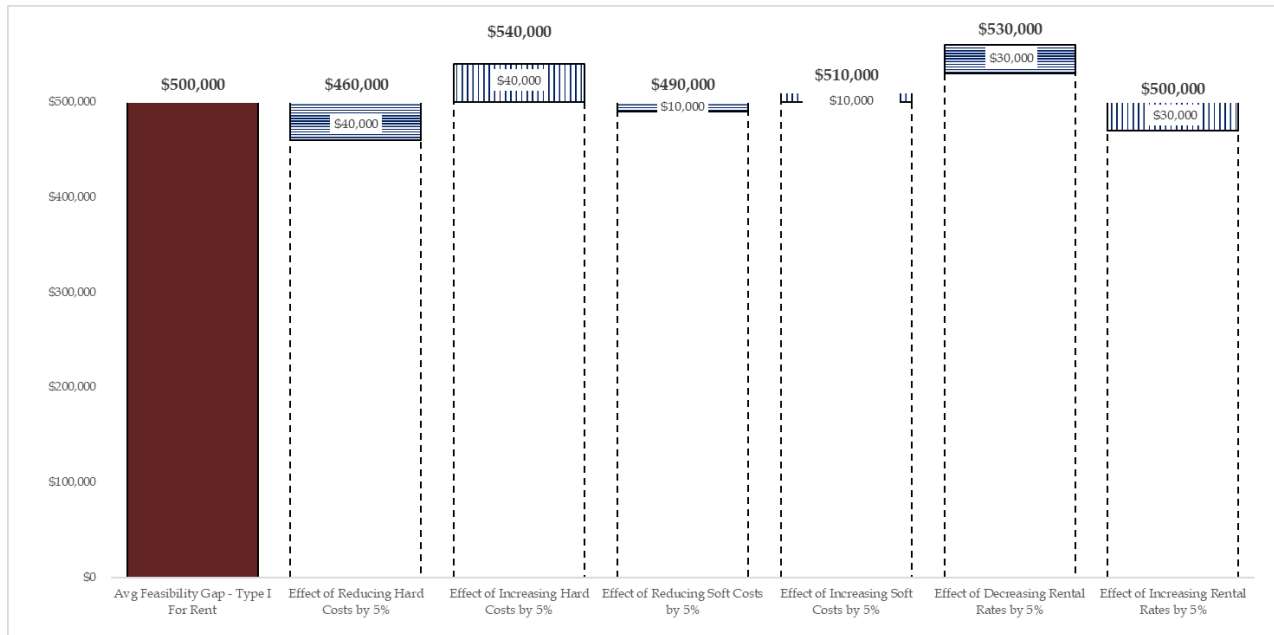 $540,000
$530,000
$500,000
$460,000
$490,000
$510,000
$500,000
$40,000
$40,000
$10,000
$10,000
$30,000
$30,000
$500,000
$400,000
$300,000
$200,000
$100,000
$0
Avg Feasibility Gap - Type I
For Rent
Effect of Reducing Hard
Costs by 5%
Effect of Increasing Hard
Costs by 5%
Effect of Reducing Soft Costs
by 5%
Effect of Increasing Soft
Costs by 5%
Effect of Decreasing Rental
Rates by 5%
Effect of Increasing Rental
Rates by 5%